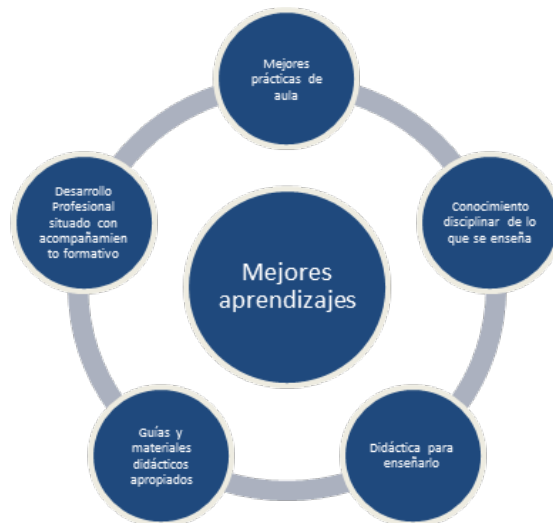 Mejores
prácticas de
aula
Conocimiento
disciplinar de lo
que se enseña
Didáctica para
enseñarlo
Guías y
materiales
didácticos
apropiados
Desarrollo
Profesional
situado con
acompañamien
to formativo
Mejores
aprendizajes